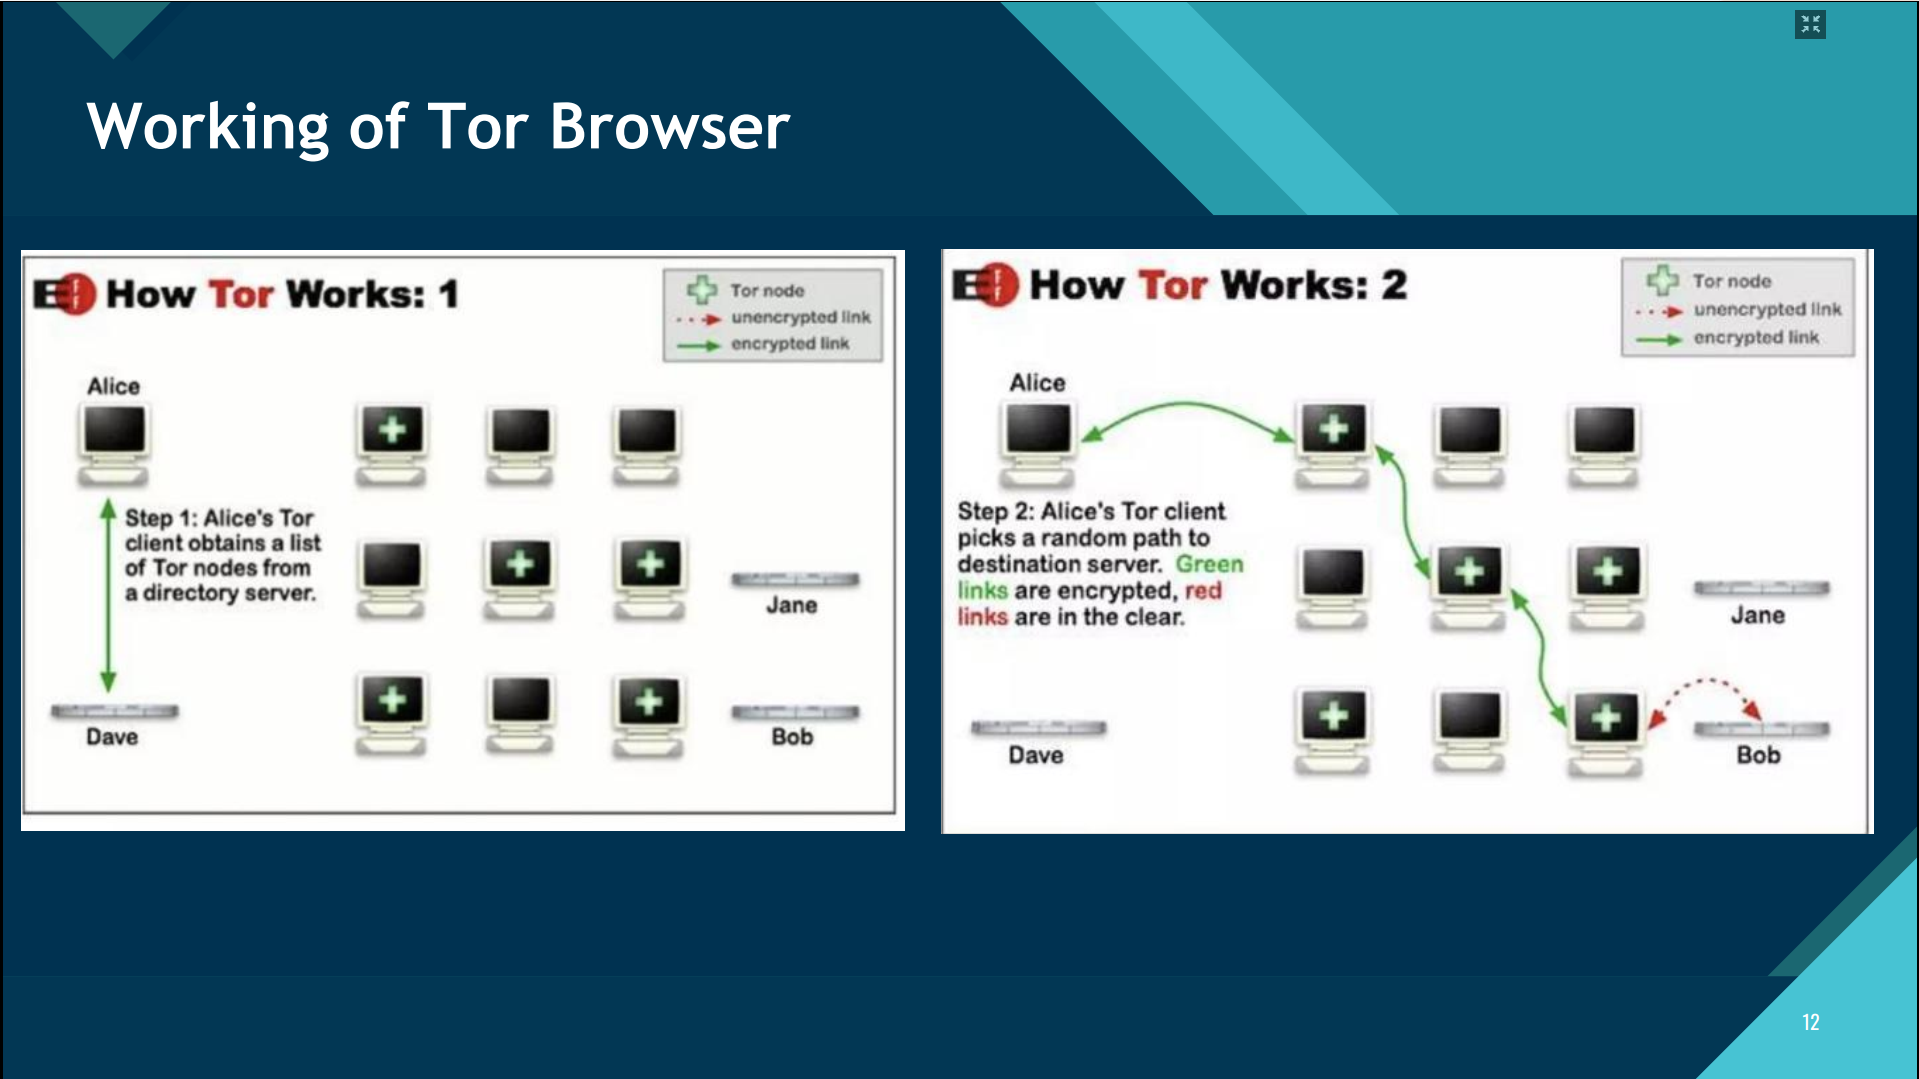 Working of Tor Browser
EFF How Tor Works: 1
Tor node
unencrypted link
encrypted link
Alice
Step 1: Alice's Tor
client obtains a list
of Tor nodes from
a directory server.
Jane
Dave
Bob
EFF How Tor Works: 2
Tor node
unencrypted link
encrypted link
Alice
Step 2: Alice's Tor client
picks a random path to
destination server. Green
links are encrypted, red
links are in the clear.
Jane
Dave
Bob
12